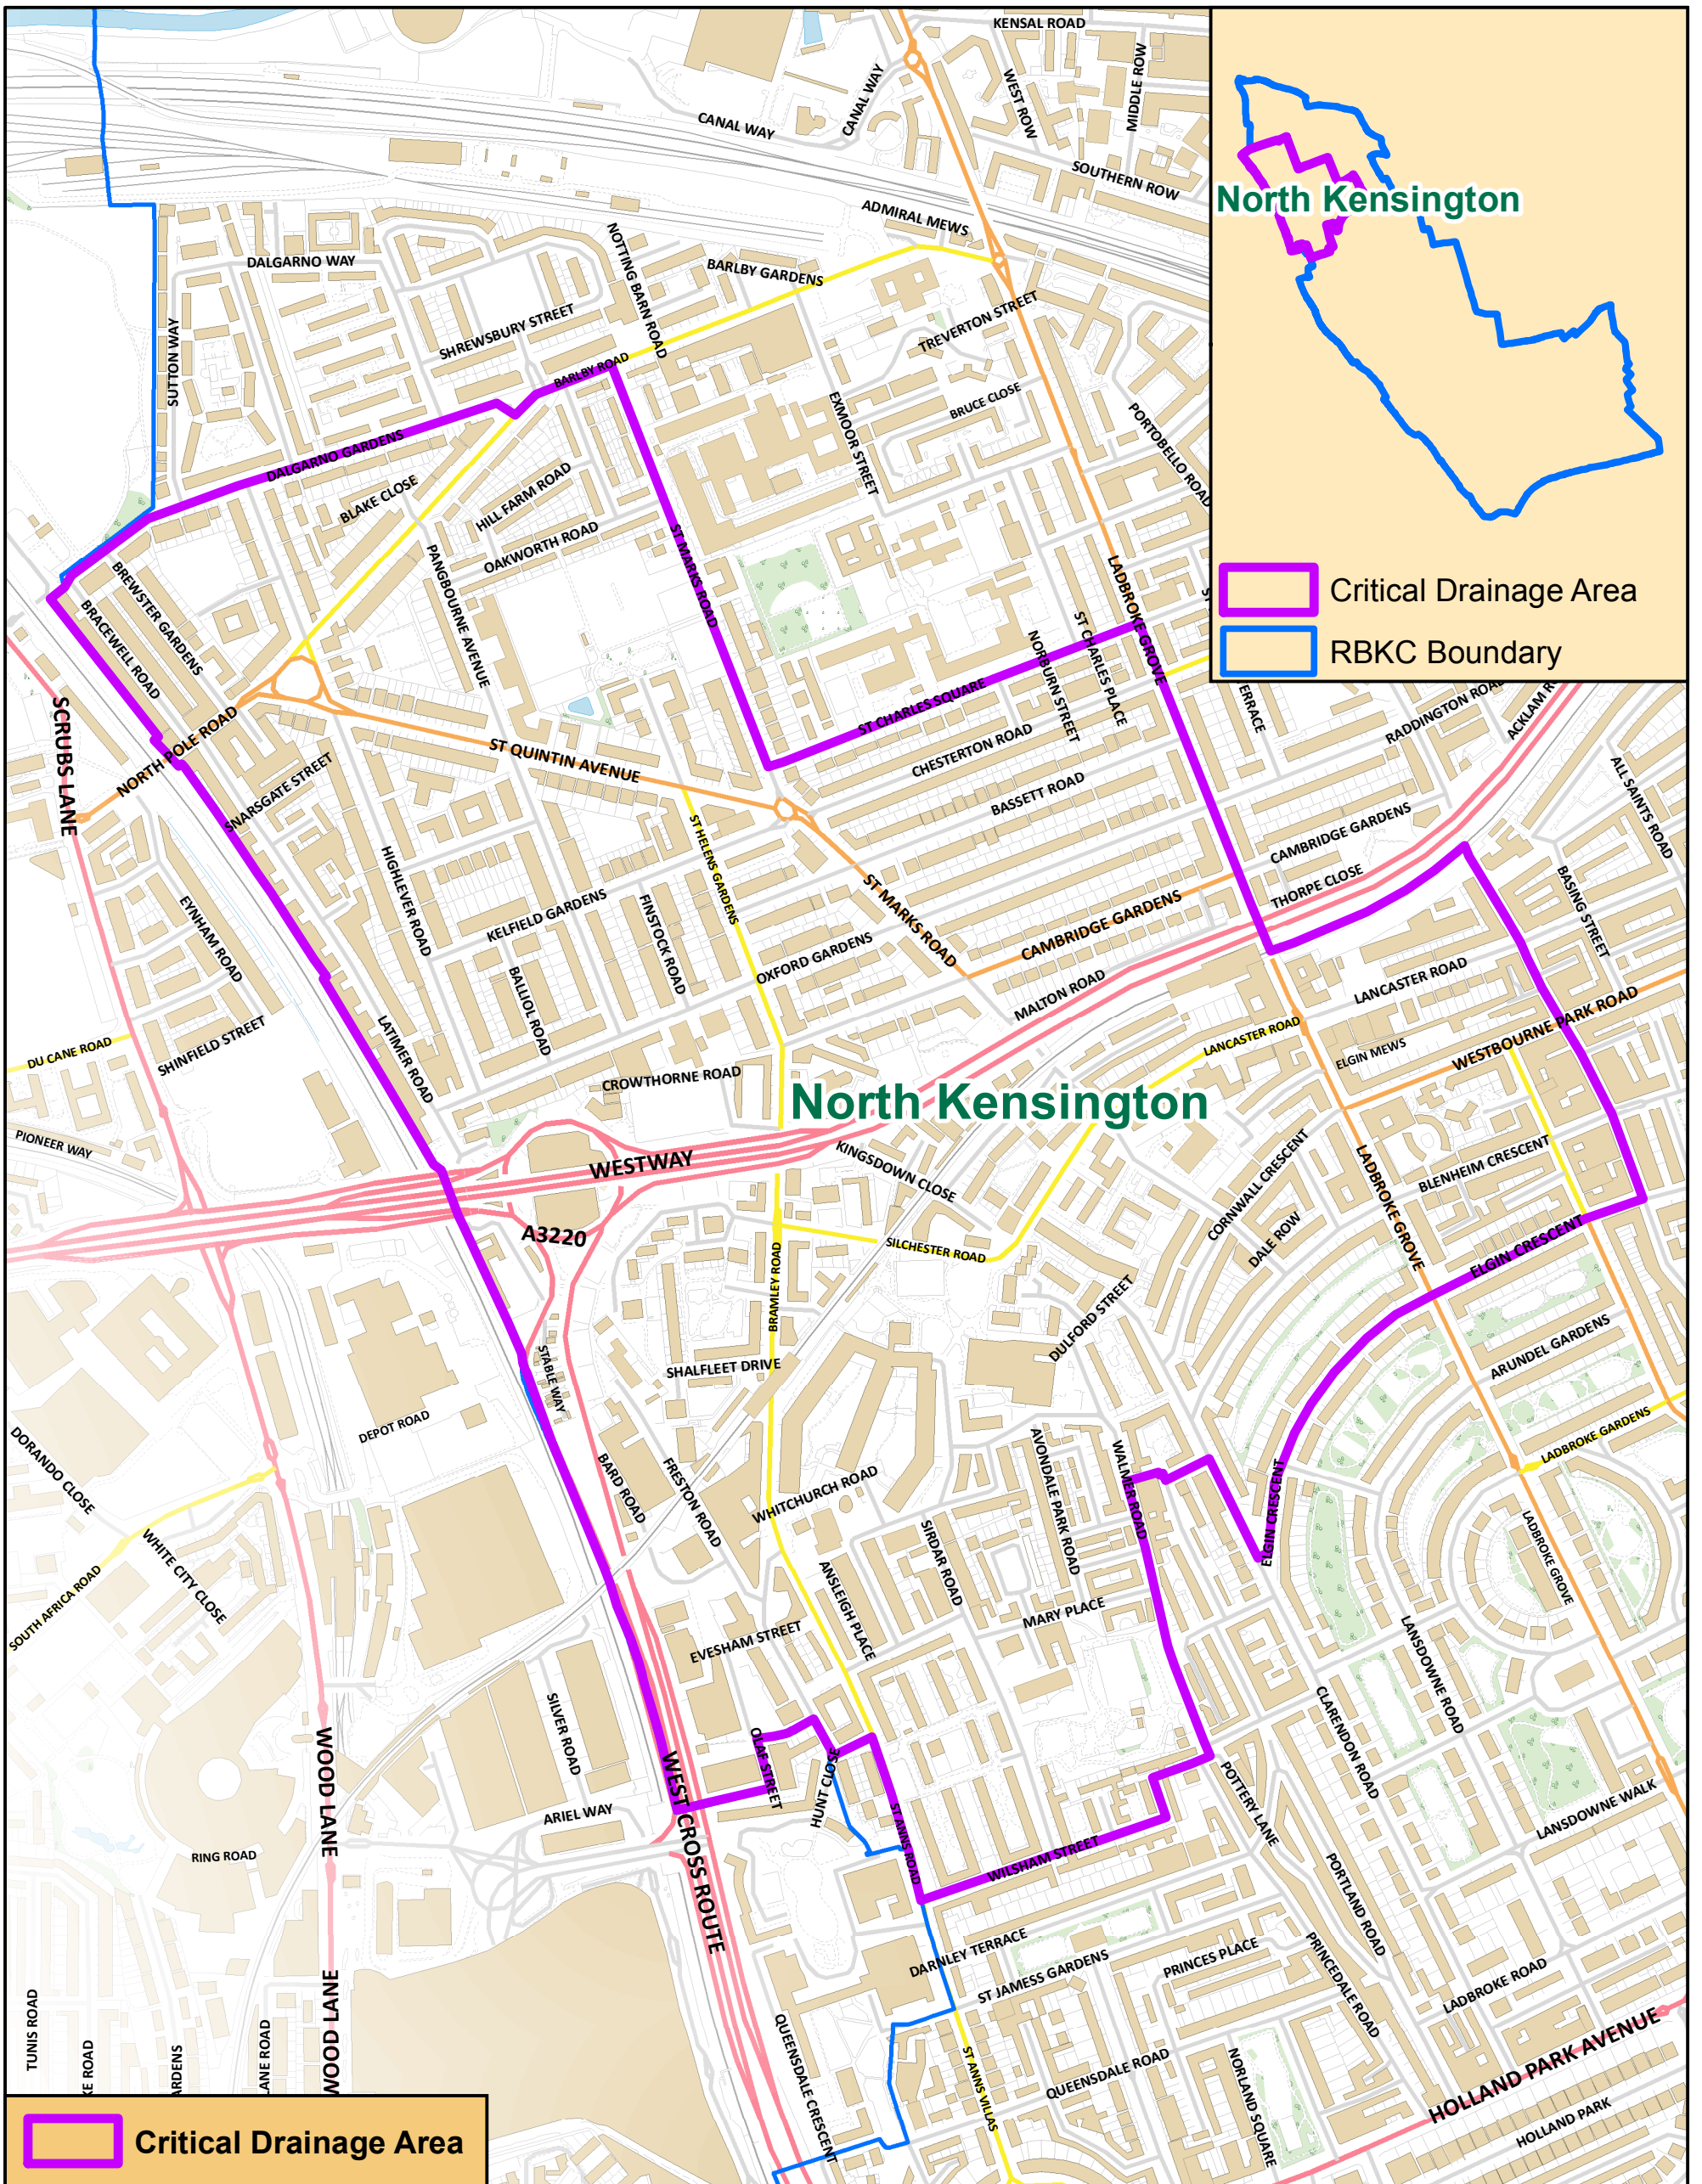 KENSAL ROAD
CANAL WAY
CANAL WAY
WEST ROW
MIDDLE ROW
SOUTHERN ROW
ADMIRAL MEWS
North Kensington
Critical Drainage Area
RBKC Boundary
DALGARNO WAY
NOTTING BARN ROAD
BARLBY GARDENS
SHREWSBURY STREET
TREVERTON STREET
SUTTON WAY
BARLBY ROAD
BRUCE CLOSE
EXMOOR STREET
PORTOBELLO ROAD
DALGARNO GARDENS
BLAKE CLOSE
HILL FARM ROAD
OAKWORTH ROAD
ST MARKS ROAD
PANGBOURNE AVENUE
BREWSTER GARDENS
BRACEWELL ROAD
LADBROKE GROVE
ST CHARLES PLACE
NORBURN STREET
ST CHARLES SQUARE
CHESTERTON ROAD
BASSETT ROAD
ERRACE
RADDINGTON ROAD
ACKLAM R
ALL SAINTS ROAD
SCRUBS LANE
NORTH POLE ROAD
ST QUINTIN AVENUE
SNARSGATE STREET
ST HELENS GARDENS
CAMBRIDGE GARDENS
THORPE CLOSE
BASING STREET
HIGHLEVER ROAD
KELFIELD GARDENS
FINSTOCK ROAD
ST MARKS ROAD
CAMBRIDGE GARDENS
OXFORD GARDENS
EYNHAM ROAD
BALLIOL ROAD
MALTON ROAD
LANCASTER ROAD
WESTBOURNE PARK ROAD
LATIMER ROAD
SHINFIELD STREET
DU CANE ROAD
LANCASTER ROAD
ELGIN MEWS
CROWTHORNE ROAD
North Kensington
PIONEER WAY
WESTWAY
KINGSDOWN CLOSE
CORNWALL CRESCENT
LADBROKE GROVE
BLENHEIM CRESCENT
A3220
BRAMLEY ROAD
SILCHESTER ROAD
DALE ROW
ELGIN CRESCENT
DULFORD STREET
ARUNDEL GARDENS
STABLE WAY
SHALFLEET DRIVE
DEPOT ROAD
LADBROKE GARDENS
DORANDO CLOSE
BARD ROAD
FRESTON ROAD
WHITCHURCH ROAD
AVONDALE PARK ROAD
WALMER ROAD
ELGIN CRESCENT
SIRDAR ROAD
LADBROKE GROVE
WHITE CITY CLOSE
SOUTH AFRICA ROAD
ANSLEIGH PLACE
MARY PLACE
EVESHAM STREET
LANSDOWNE ROAD
CLARENDON ROAD
SILVER ROAD
OLAF STREET
HUNT CLOSE
WOOD LANE
WEST CROSS ROUTE
ARIEL WAY
ST ANNS ROAD
POTTERY LANE
LANSDOWNE WALK
RING ROAD
WILSHAM STREET
PORTLAND ROAD
DARNLEY TERRACE
ST JAMESS GARDENS
PRINCES PLACE
PRINCEDALE ROAD
LADBROKE ROAD
TUNIS ROAD
KE ROAD
ARDENS
LANE ROAD
WOOD LANE
QUEENSDALE CRESCENT
ST ANNS VILLAS
QUEENSDALE ROAD
NORLAND SQUARE
HOLLAND PARK AVENUE
HOLLAND PARK
Critical Drainage Area